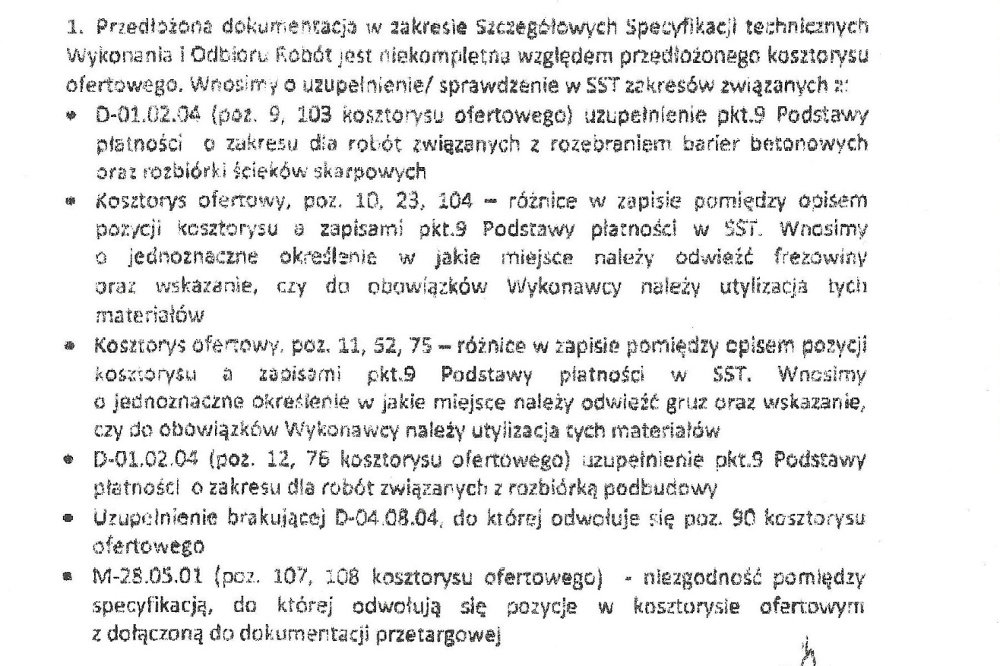 1. Przedłożona dokumentacja w zakresie Szczegółowych Specyfikacji technicznych
Wykonania i Odbioru Robót jest niekompletna względem przedłożonego kosztorysu
ofertowego. Wnosimy o uzupełnienie/ sprawdzenie w SST zakresów związanych z:
• D-01.02.04 (poz. 9, 103 kosztorysu ofertowego) uzupełnienie pkt.9 Podstawy
płatności o zakresu dla robót związanych z rozebraniem barier betonowych
oraz rozbiórki ścieków skarpowych
• Kosztorys ofertowy, poz. 10, 23, 104 – różnice w zapisie pomiędzy opisem
pozycji kosztorysu a zapisami pkt.9 Podstawy płatności w SST. Wnosimy
o jednoznaczne określenie w jakie miejsce należy odwieźć frezowiny
oraz wskazanie, czy do obowiązków Wykonawcy należy utylizacja tych
materiałów
• Kosztorys ofertowy, poz. 11, 52, 75 – różnice w zapisie pomiędzy opisem pozycji
kosztorysu a zapisami pkt.9 Podstawy płatności w SST. Wnosimy
o jednoznaczne określenie w jakie miejsce należy odwieźć gruz oraz wskazanie,
czy do obowiązków Wykonawcy należy utylizacja tych materiałów
• D-01.02.04 (poz. 12, 76 kosztorysu ofertowego) uzupełnienie pkt.9 Podstawy
płatności o zakresu dla robót związanych z rozbiórką podbudowy
• Uzupełnienie brakującej D-04.08.04, do której odwołuje się poz. 90 kosztorysu
ofertowego
• M-28.05.01 (poz. 107, 108 kosztorysu ofertowego) - niezgodność pomiędzy
specyfikacją, do której odwołują się pozycje w kosztorysie ofertowym
z dołączoną do dokumentacji przetargowej